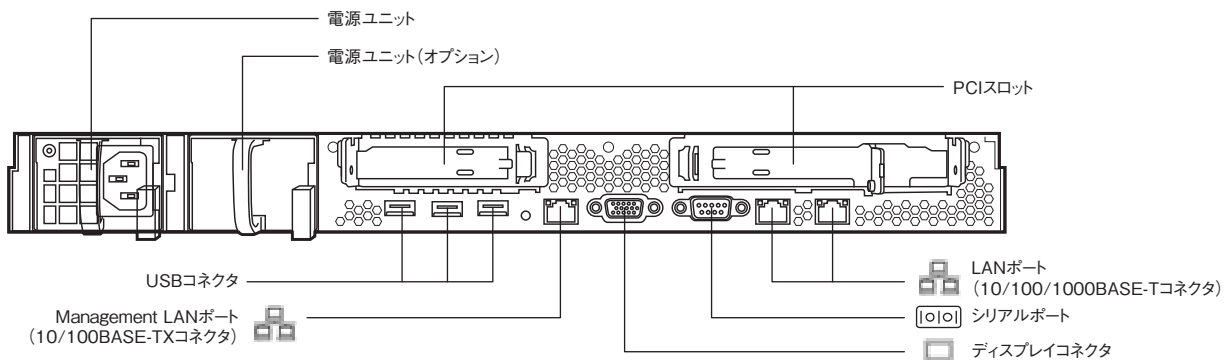 電源ユニット
電源ユニット(オプション)
PCIスロット
USBコネクタ
Management LANポート
(10/100BASE-TXコネクタ)
LANポート
(10/100/1000BASE-Tコネクタ)
シリアルポート
ディスプレイコネクタ